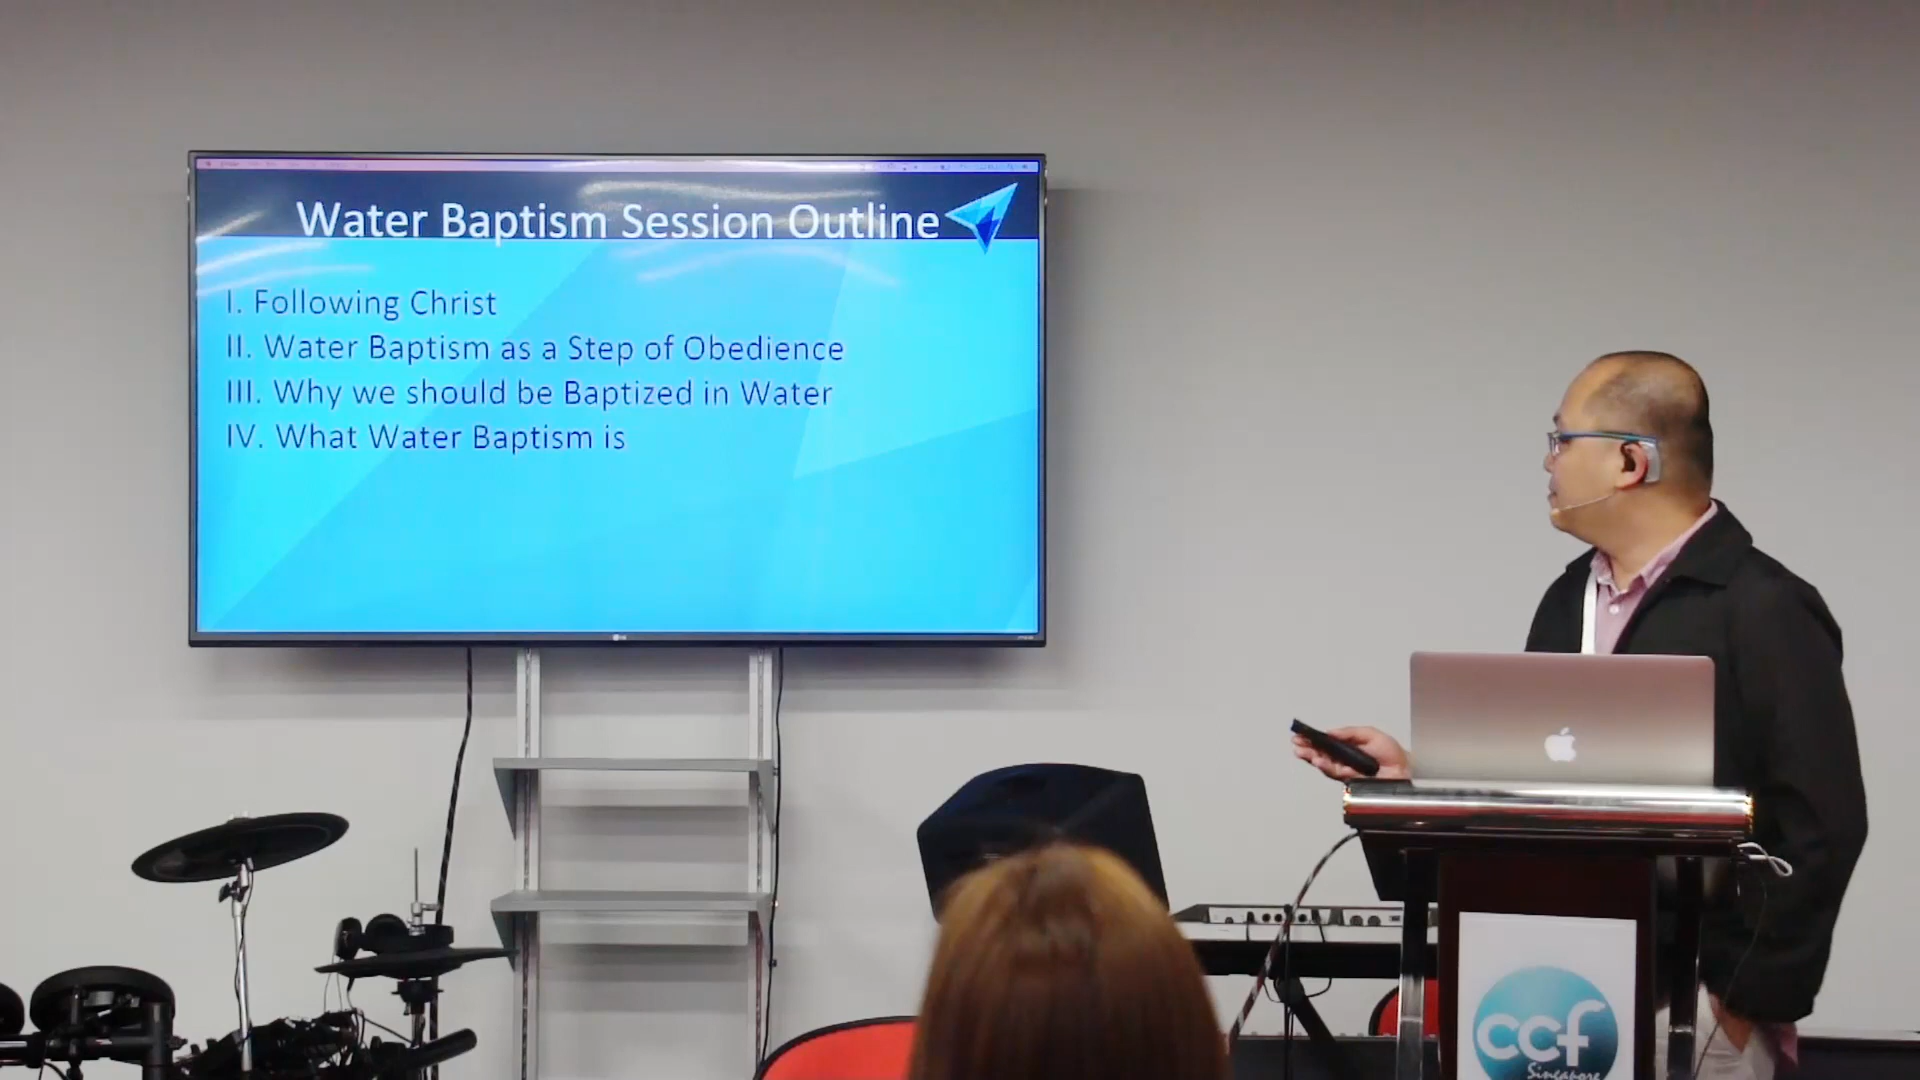 Water Baptism Session Outline
I. Following Christ
II. Water Baptism as a Step of Obedience
III. Why we should be Baptized in Water
IV. What Water Baptism is
ccf
Singapore